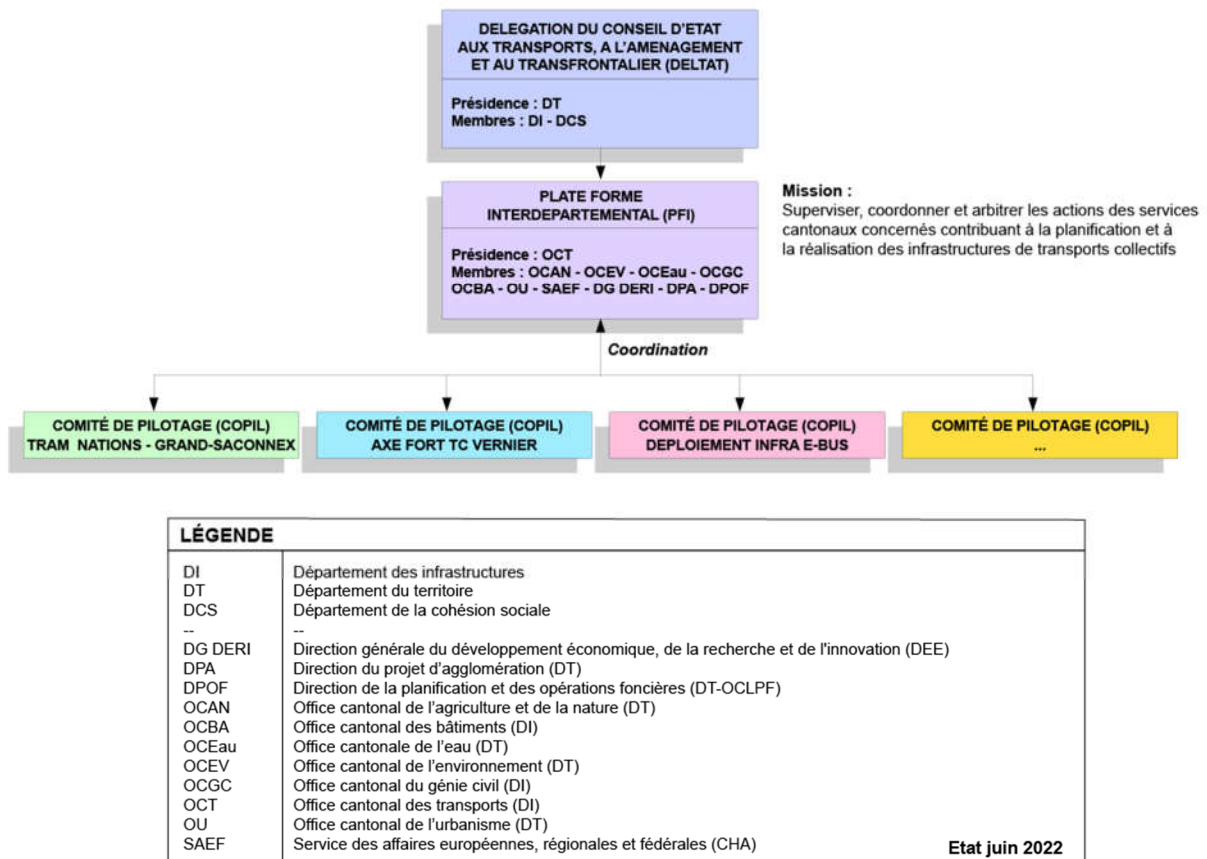 DELEGATION DU CONSEIL D'ETAT
AUX TRANSPORTS, A L'AMENAGEMENT
ET AU TRANSFRONTALIER (DELTAT)
Présidence : DT
Membres : DI - DCS
PLATE FORME
INTERDEPARTEMENTAL (PFI)
Présidence : OCT
Membres : OCAN - OCEV - OCEau - OCGC
OCBA - OU - SAEF - DG DERI - DPA - DPOF
Mission :
Superviser, coordonner et arbitrer les actions des services
cantonaux concernés contribuant à la planification et à
la réalisation des infrastructures de transports collectifs
Coordination
COMITÉ DE PILOTAGE (COPIL)
TRAM NATIONS - GRAND-SACONNEX
COMITÉ DE PILOTAGE (COPIL)
AXE FORT TC VERNIER
COMITÉ DE PILOTAGE (COPIL)
DEPLOIEMENT INFRA E-BUS
COMITÉ DE PILOTAGE (COPIL)
...
LÉGENDE
DI Département des infrastructures
DT Département du territoire
DCS Département de la cohésion sociale
-- --
DG DERI Direction générale du développement économique, de la recherche et de l'innovation (DEE)
DPA Direction du projet d'agglomération (DT)
DPOF Direction de la planification et des opérations foncières (DT-OCLPF)
OCAN Office cantonal de l'agriculture et de la nature (DT)
OCBA Office cantonal des bâtiments (DI)
OCEau Office cantonale de l'eau (DT)
OCEV Office cantonal de l'environnement (DT)
OCGC Office cantonal du génie civil (DI)
OCT Office cantonal des transports (DI)
OU Office cantonal de l'urbanisme (DT)
SAEF Service des affaires européennes, régionales et fédérales (CHA)
Etat juin 2022